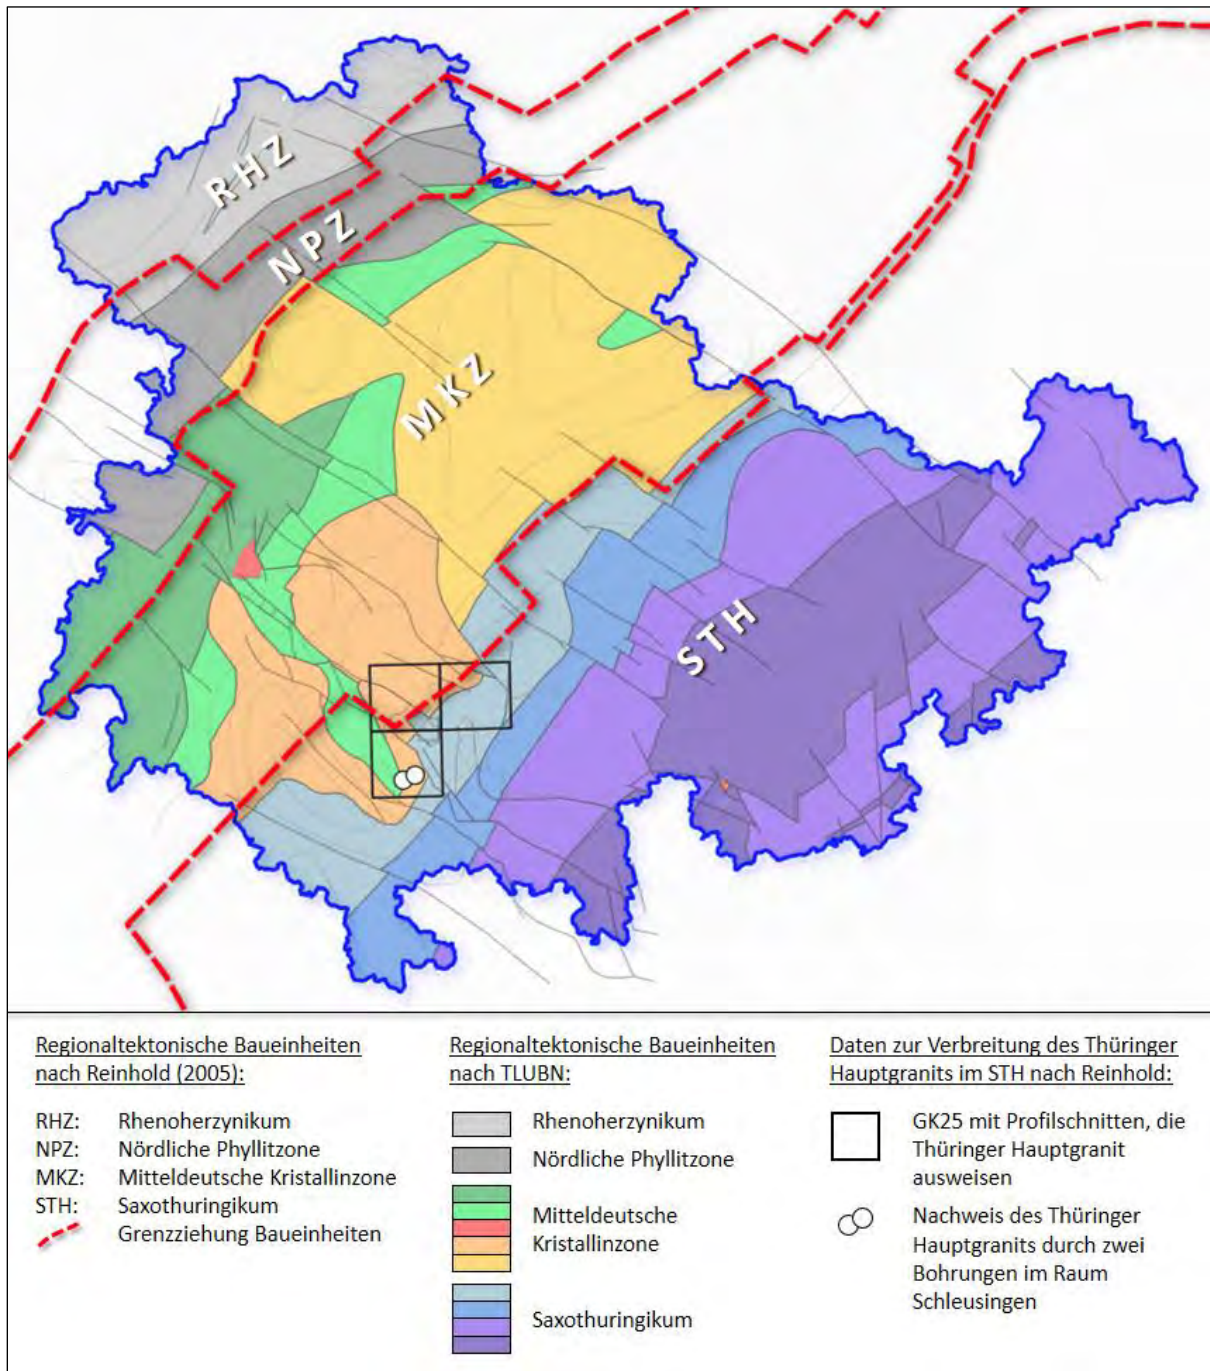 RHZ
NPZ
MKZ
STH
Regionaltektonische Baueinheiten
nach Reinhold (2005):
RHZ: Rhenoherzynikum
NPZ: Nördliche Phyllitzone
MKZ: Mitteldeutsche Kristallinzone
STH: Saxothuringikum
Grenzziehung Baueinheiten
Regionaltektonische Baueinheiten
nach TLUBN:
Rhenoherzynikum
Nördliche Phyllitzone
Mitteldeutsche
Kristallinzone
Saxothuringikum
Daten zur Verbreitung des Thüringer
Hauptgranits im STH nach Reinhold:
GK25 mit Profilschnitten, die
Thüringer Hauptgranit
ausweisen
Nachweis des Thüringer
Hauptgranits durch zwei
Bohrungen im Raum
Schleusingen